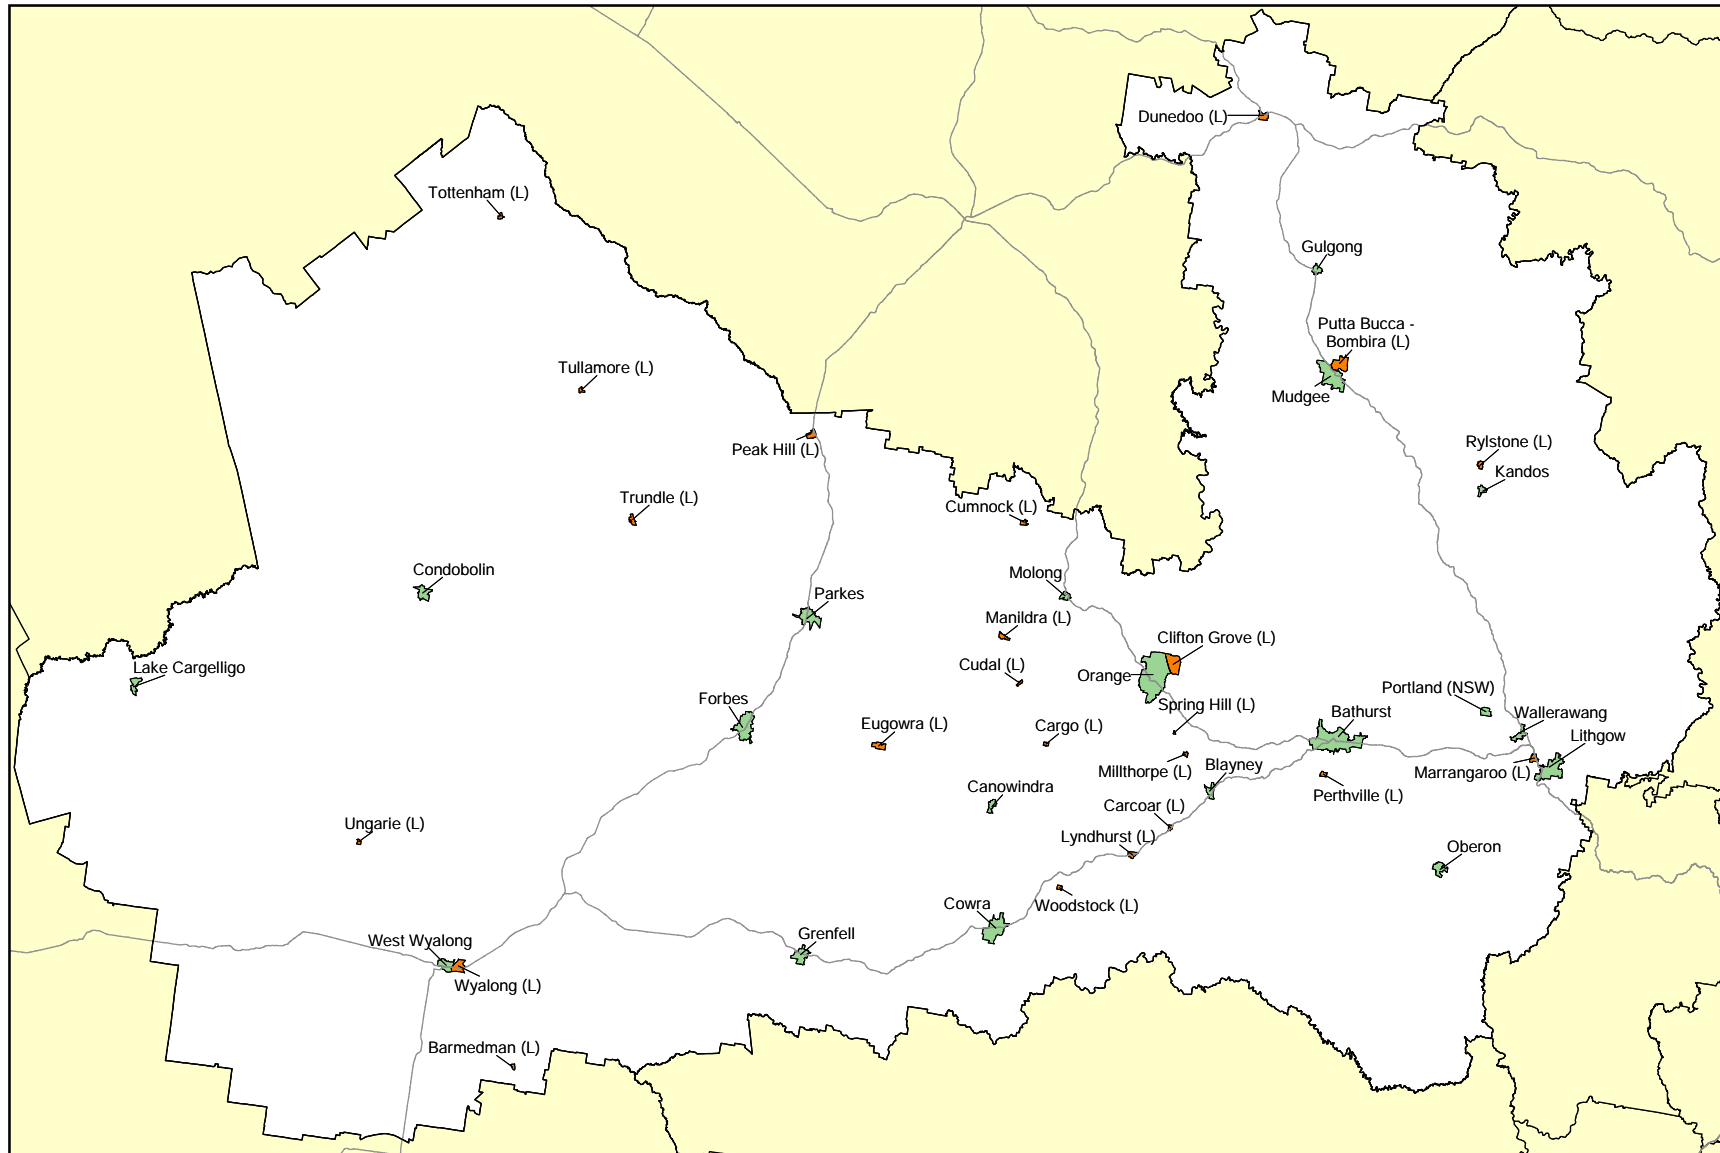 Dunedoo (L)
Tottenham (L)
Gulgong
Putta Bucca -
Bombira (L)
Tullamore (L)
Mudgee
Peak Hill (L)
Rylstone (L)
Kandos
Trundle (L)
Cumnock (L)
Condobolin
Molong
Parkes
Manildra (L)
Clifton Grove (L)
Lake Cargelligo
Cudal (L)
Orange
Portland (NSW)
Forbes
Spring Hill (L)
Bathurst
Wallerawang
Eugowra (L)
Cargo (L)
Lithgow
Millthorpe (L)
Blayney
Marrangaroo (L)
Canowindra
Perthville (L)
Carcoar (L)
Ungarie (L)
Lyndhurst (L)
Oberon
Cowra
Woodstock (L)
Grenfell
West Wyalong
Wyalong (L)
Barmedman (L)